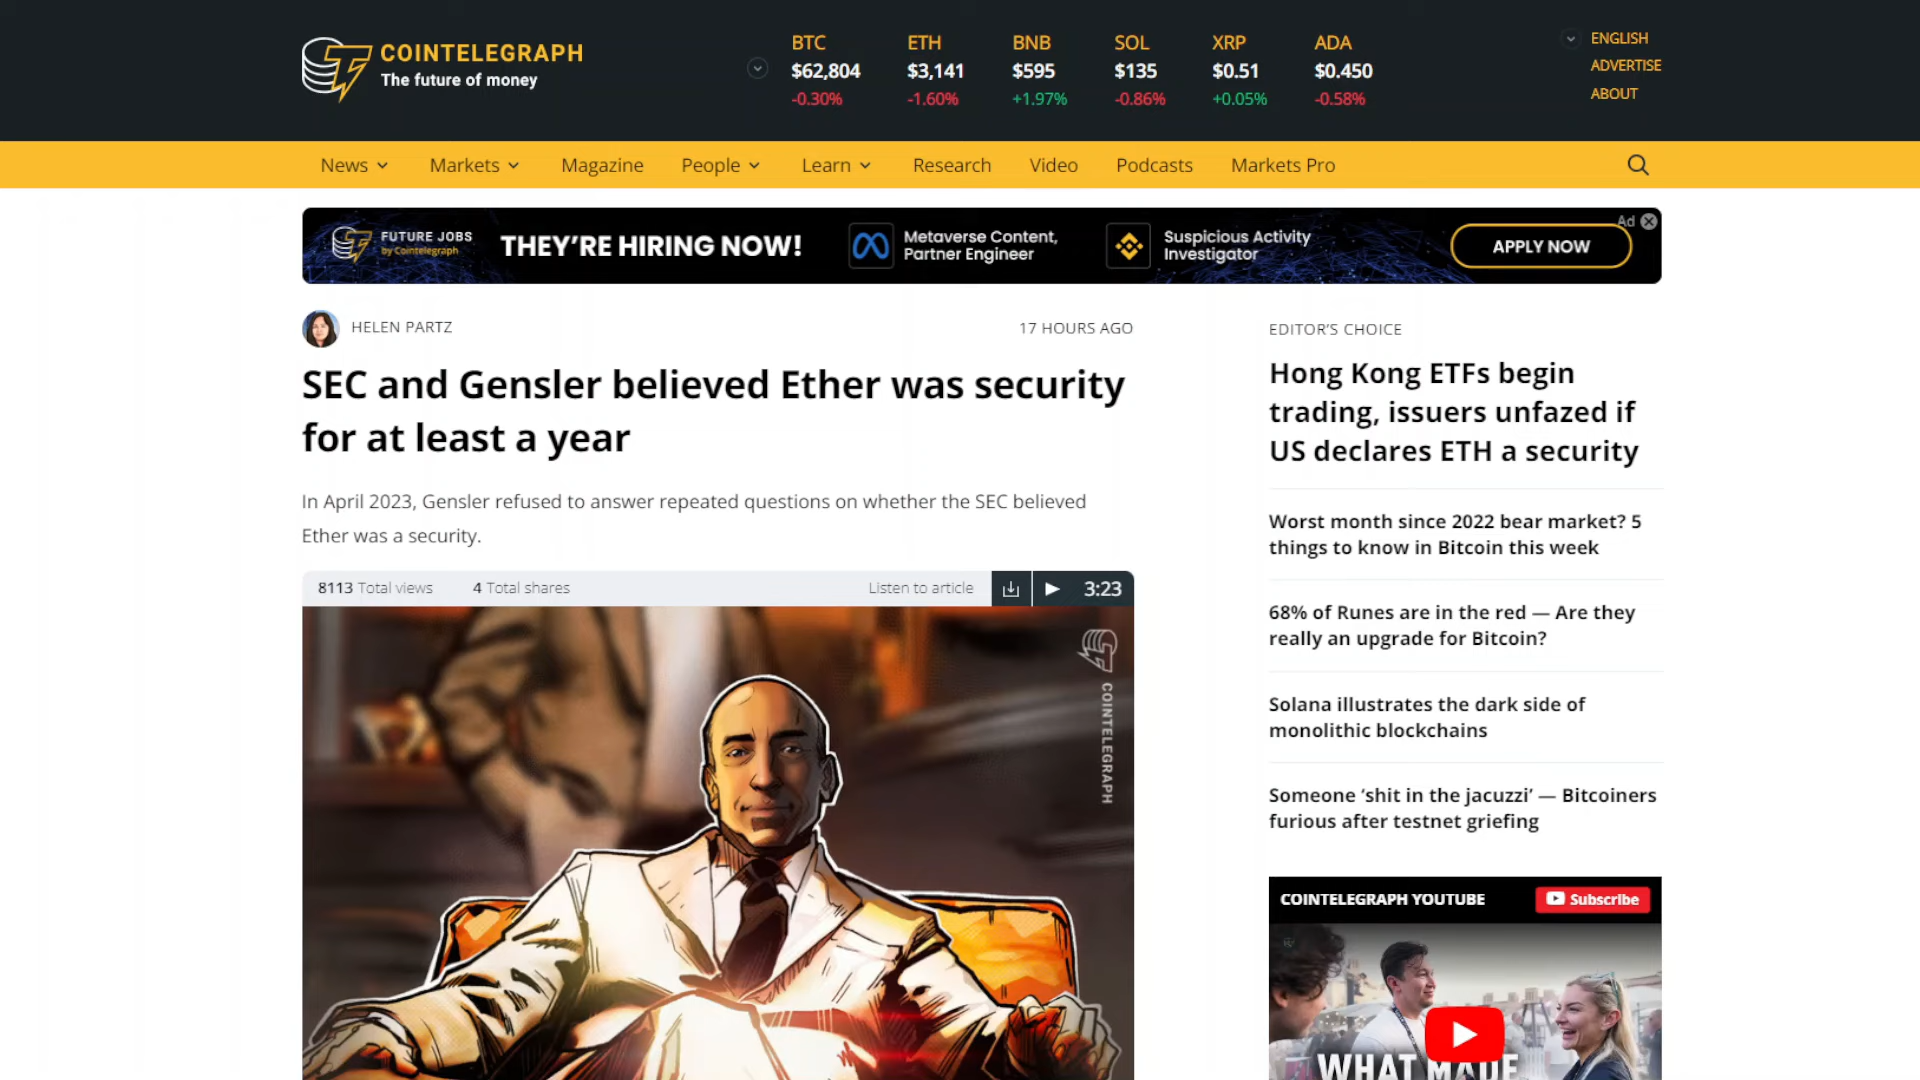 COINTELEGRAPH
The future of money
BTC
$62,804
-0.30%
ETH
$3,141
-1.60%
BNB
$595
+1.97%
SOL
$135
-0.86%
XRP
$0.51
+0.05%
ADA
$0.450
-0.58%
ENGLISH
ADVERTISE
ABOUT
News Markets Magazine People Learn Research Video Podcasts Markets Pro
FUTURE JOBS
by Cointelegraph
THEY'RE HIRING NOW!
Metaverse Content,
Partner Engineer
Suspicious Activity
Investigator
Ad
APPLY NOW
HELEN PARTZ
17 HOURS AGO
SEC and Gensler believed Ether was security
for at least a year
In April 2023, Gensler refused to answer repeated questions on whether the SEC believed
Ether was a security.
8113 Total views 4 Total shares Listen to article 3:23
COINTELEGRAPH
EDITOR'S CHOICE
Hong Kong ETFs begin
trading, issuers unfazed if
US declares ETH a security
Worst month since 2022 bear market? 5
things to know in Bitcoin this week
68% of Runes are in the red — Are they
really an upgrade for Bitcoin?
Solana illustrates the dark side of
monolithic blockchains
Someone ‘shit in the jacuzzi’ — Bitcoiners
furious after testnet griefing
COINTELEGRAPH YOUTUBE
Subscribe
WHAT MADE